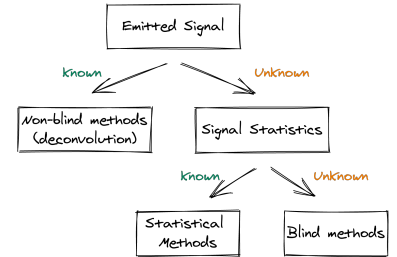 Emitted Signal
Known
Unknown
Non-blind methods
(deconvolution)
Signal Statistics
Known
Unknown
Statistical
Methods
Blind methods